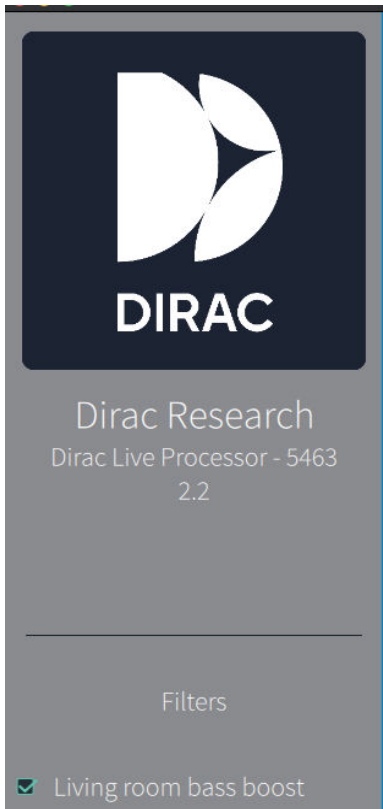 DIRAC
Dirac Research
Dirac Live Processor - 5463
2.2
Filters
Living room bass boost